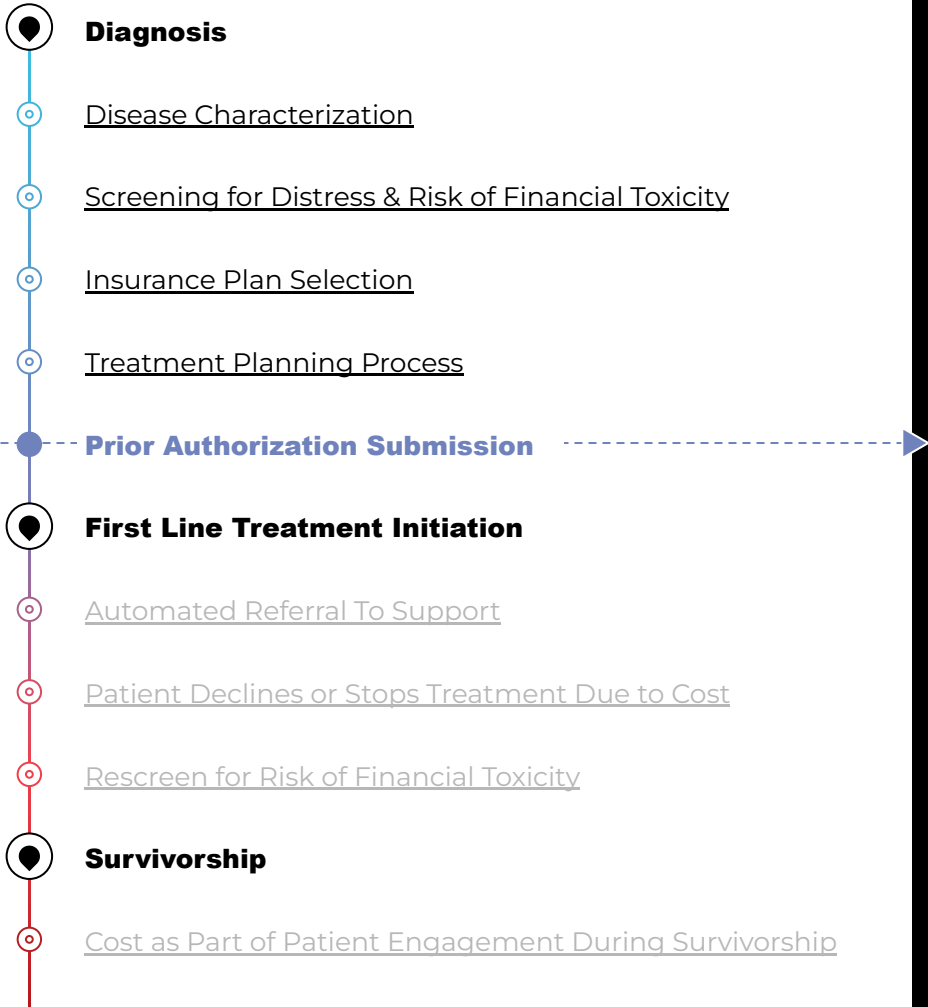 Diagnosis
Disease Characterization
Screening for Distress & Risk of Financial Toxicity
Insurance Plan Selection
Treatment Planning Process
Prior Authorization Submission
First Line Treatment Initiation
Automated Referral To Support
Patient Declines or Stops Treatment Due to Cost
Rescreen for Risk of Financial Toxicity
Survivorship
Cost as Part of Patient Engagement During Survivorship